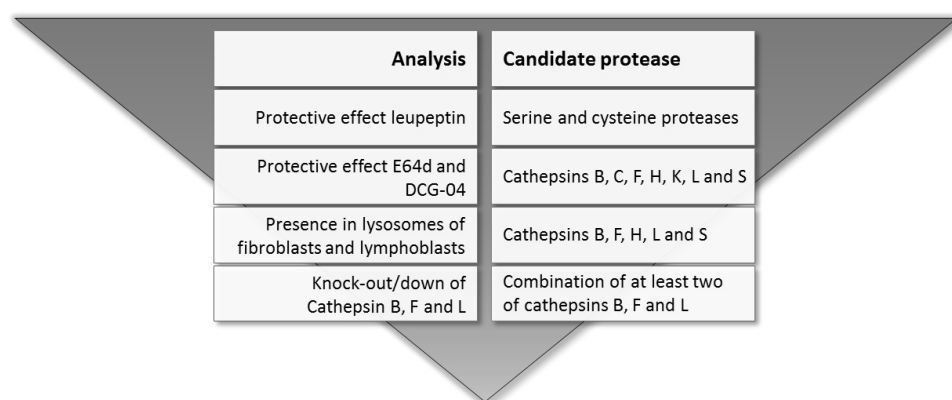 Analysis
Candidate protease
Protective effect leupeptin
Serine and cysteine proteases
Protective effect E64d and
DCG-04
Cathepsins B, C, F, H, K, L and S
Presence in lysosomes of
fibroblasts and lymphoblasts
Cathepsins B, F, H, L and S
Knock-out/down of
Cathepsin B, F and L
Combination of at least two
of cathepsins B, F and L